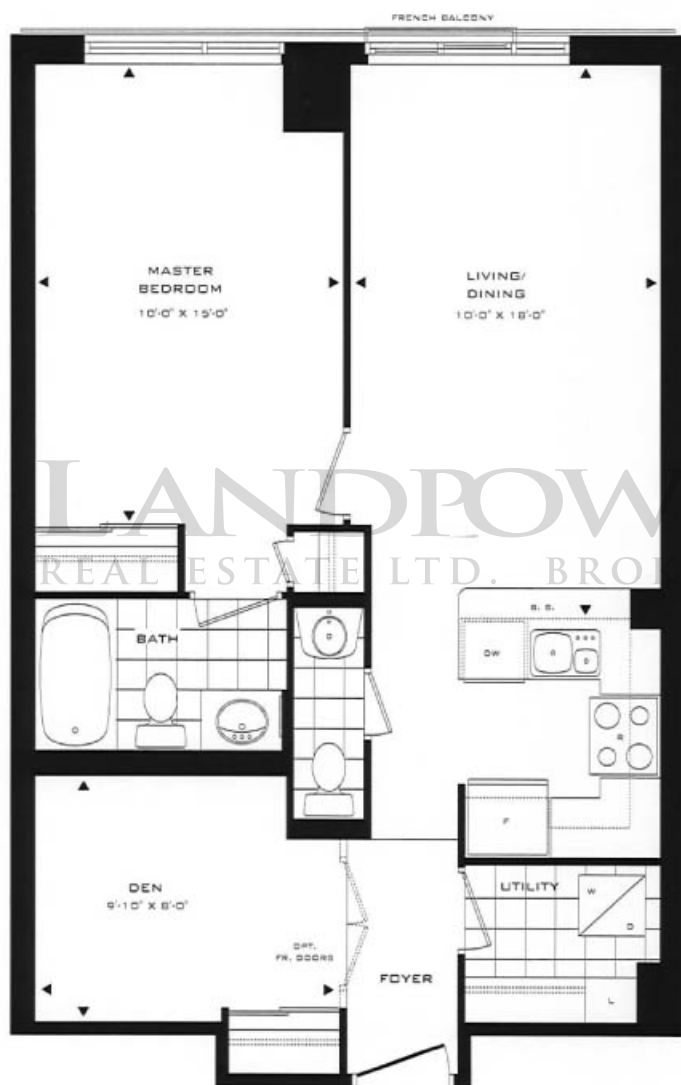 FRENCH BALCONY
MASTER
BEDROOM
10'-0" X 15'-0"
LIVING/
DINING
10'-0" X 18'-0"
LANDPOW
REAL ESTATE LTD. BROK
BATH
DW
R
F
DEN
9'-10" X 8'-0"
OPT.
FR. DOORS
FOYER
UTILITY
W
D
L